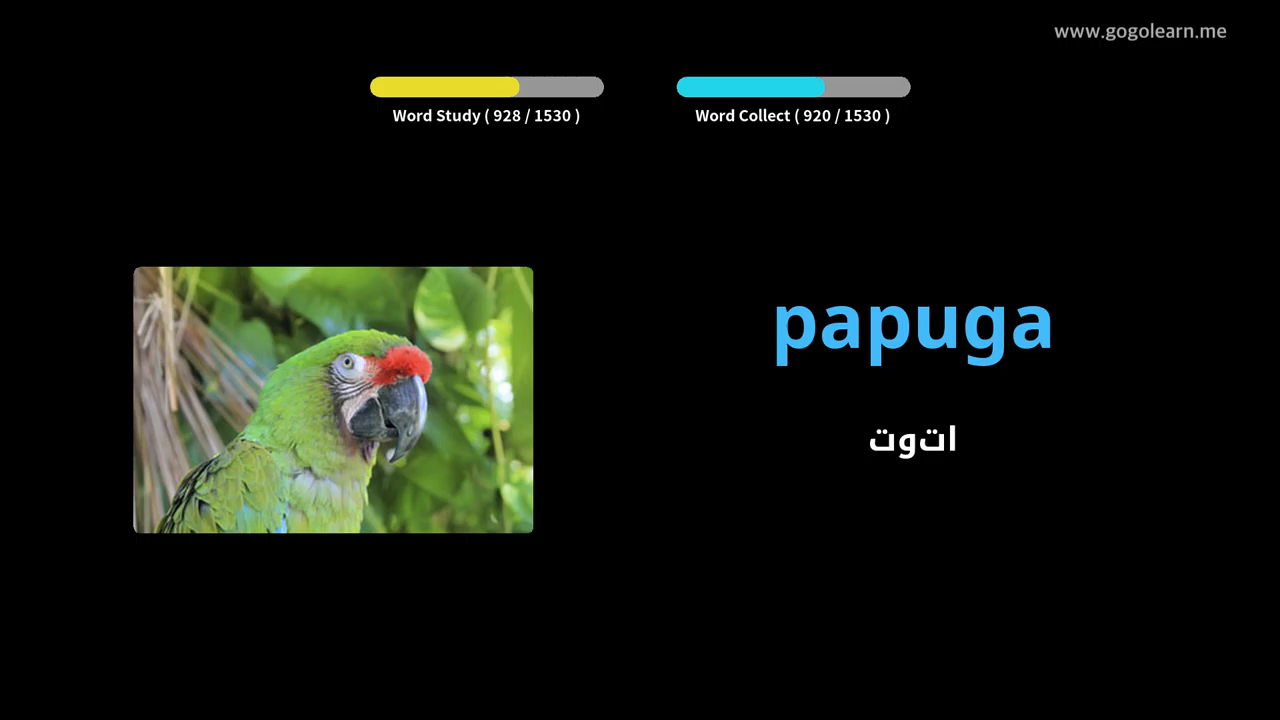 www.gogolearn.me
Word Study ( 928 / 1530 )
Word Collect ( 920 / 1530 )
papuga
اتوت